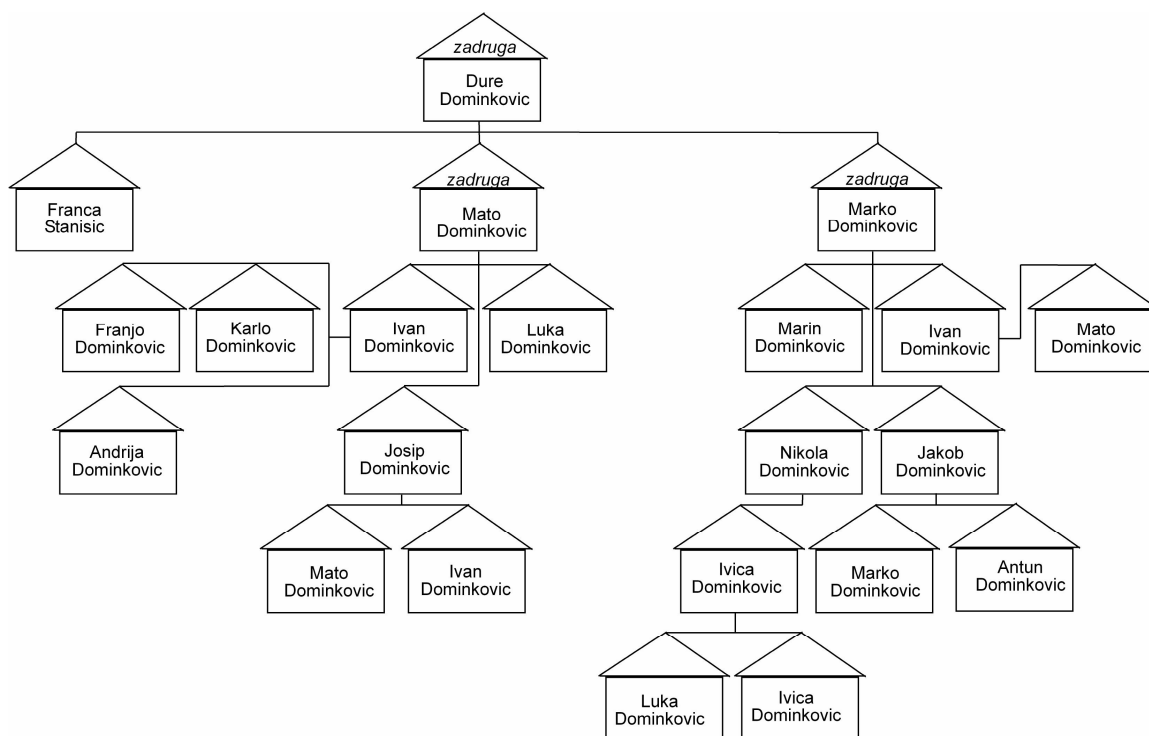 zadruga
Dure
Dominkovic
zadruga
zadruga
Franca
Stanisic
Mato
Dominkovic
Marko
Dominkovic
Franjo
Dominkovic
Karlo
Dominkovic
Ivan
Dominkovic
Luka
Dominkovic
Marin
Dominkovic
Ivan
Dominkovic
Mato
Dominkovic
Andrija
Dominkovic
Josip
Dominkovic
Nikola
Dominkovic
Jakob
Dominkovic
Mato
Dominkovic
Ivan
Dominkovic
Ivica
Dominkovic
Marko
Dominkovic
Antun
Dominkovic
Luka
Dominkovic
Ivica
Dominkovic